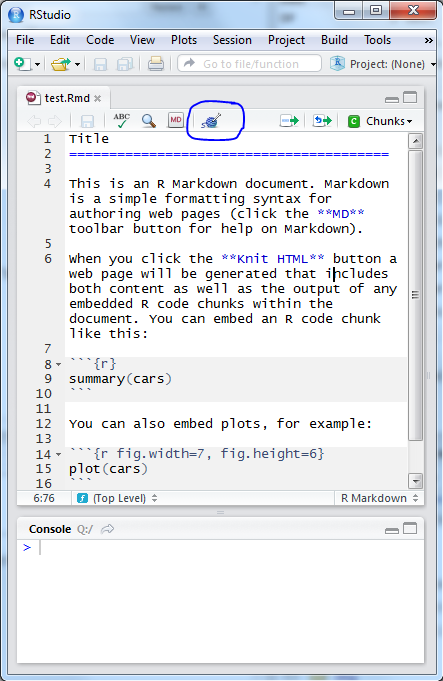 RStudio
File Edit Code View Plots Session Project Build Tools »
Go to file/function Project: (None)
test.Rmd
ABC MD Chunks
1 Title
2 ========================================
3
4 This is an R Markdown document. Markdown
is a simple formatting syntax for
authoring web pages (click the **MD**
toolbar button for help on Markdown).
5
6 When you click the **Knit HTML** button a
web page will be generated that includes
both content as well as the output of any
embedded R code chunks within the
document. You can embed an R code chunk
like this:
7
8 ```{r}
9 summary(cars)
10 ```
11
12 You can also embed plots, for example:
13
14 ```{r fig.width=7, fig.height=6}
15 plot(cars)
16 ```
6:76 (Top Level) R Markdown
Console Q:/
>